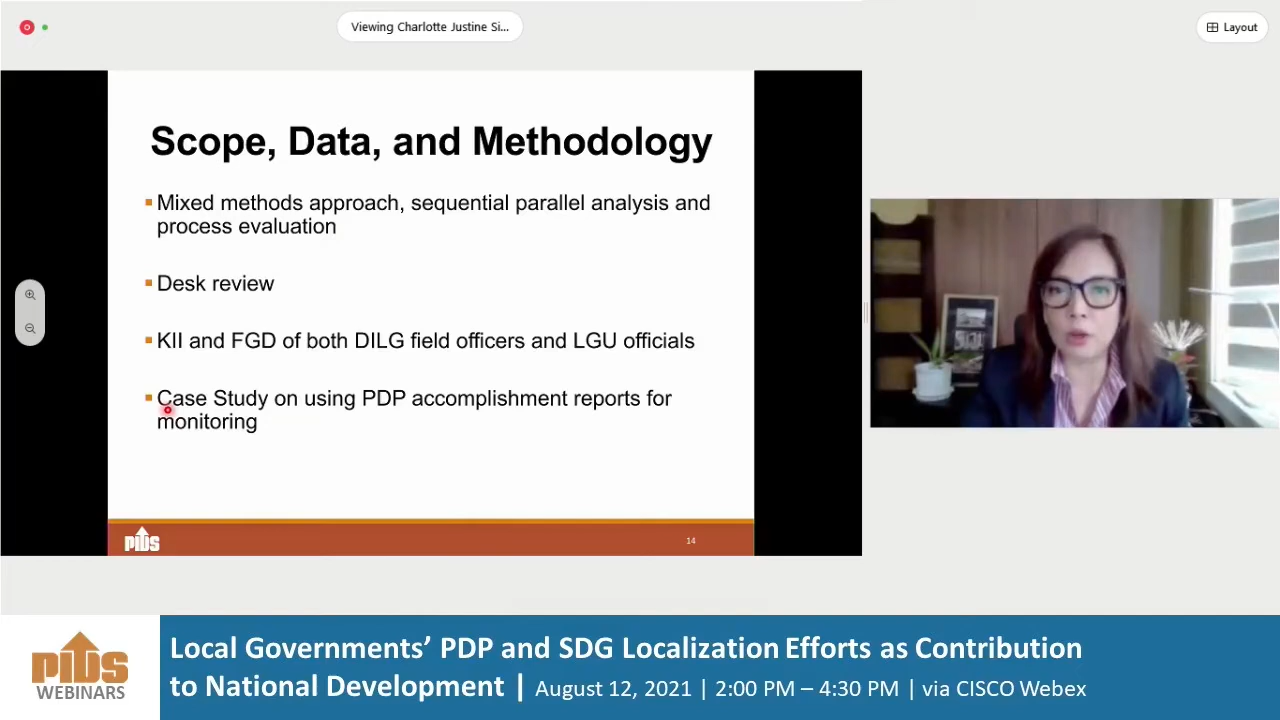 Viewing Charlotte Justine Si...
Layout
Scope, Data, and Methodology
Mixed methods approach, sequential parallel analysis and
process evaluation
Desk review
KII and FGD of both DILG field officers and LGU officials
Case Study on using PDP accomplishment reports for
monitoring
PIDS
14
PIDS
WEBINARS
Local Governments’ PDP and SDG Localization Efforts as Contribution
to National Development | August 12, 2021 | 2:00 PM – 4:30 PM | via CISCO Webex